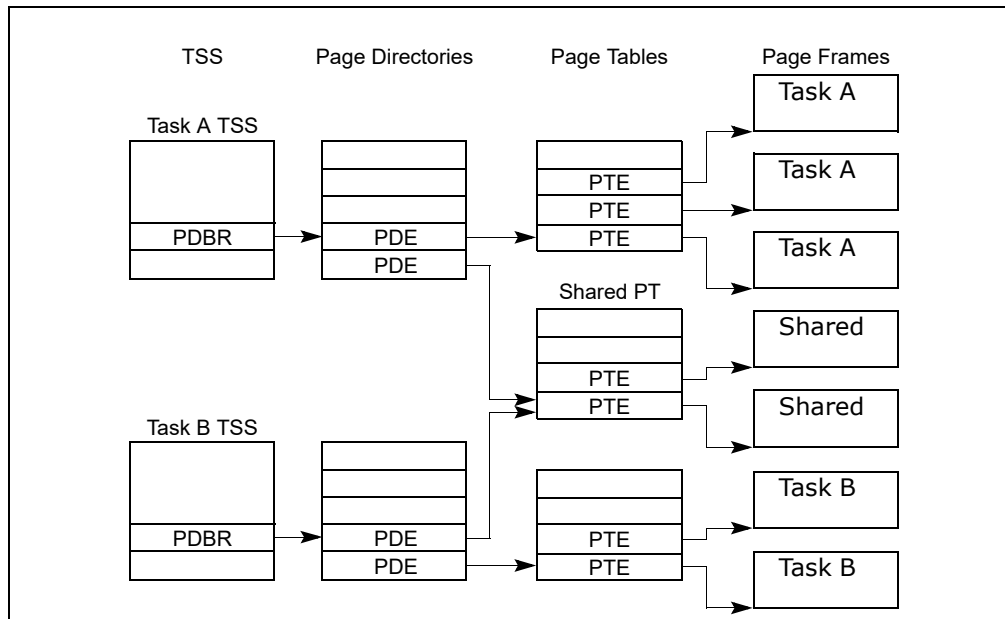 TSS Page Directories Page Tables Page Frames
Task A
Task A TSS
Task A
PTE
PTE
PDBR PDE PTE
Task A
PDE
Shared PT
Shared
PTE
PTE
Shared
Task B TSS
Task B
PDBR PDE PTE
PDE PTE
Task B